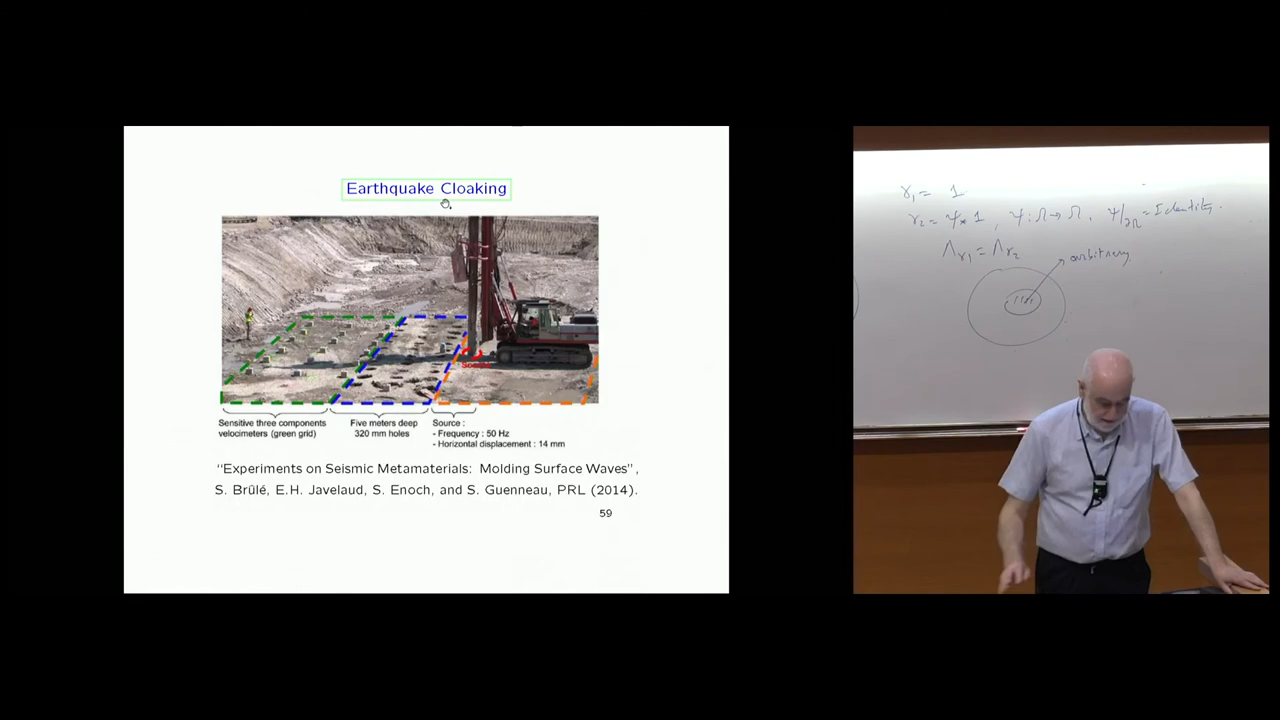 Earthquake Cloaking
Source
Sensitive three components
velocimeters (green grid)
Five meters deep
320 mm holes
Source :
- Frequency : 50 Hz
- Horizontal displacement : 14 mm
"Experiments on Seismic Metamaterials: Molding Surface Waves",
S. Brûlé, E.H. Javelaud, S. Enoch, and S. Guenneau, PRL (2014).
59
γ₁ = 1
γ₂ = ψ* 1, ψ: Ω → Ω, ψ/∂Ω = Identity.
Λγ₁ = Λγ₂
arbitrary